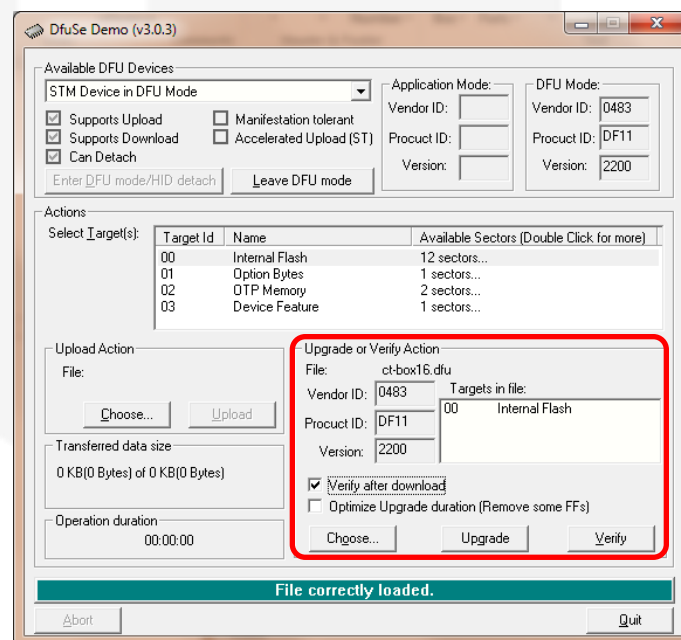 DfuSe Demo (v3.0.3)
Available DFU Devices
STM Device in DFU Mode
Supports Upload
Manifestation tolerant
Supports Download
Accelerated Upload (ST)
Can Detach
Enter DFU mode/HID detach
Leave DFU mode
Application Mode:
Vendor ID:
Procuct ID:
Version:
DFU Mode:
Vendor ID: 0483
Procuct ID: DF11
Version: 2200
Actions
Select Target(s):
Target Id Name Available Sectors (Double Click for more)
00 Internal Flash 12 sectors...
01 Option Bytes 1 sectors...
02 OTP Memory 2 sectors...
03 Device Feature 1 sectors...
Upload Action
File:
Choose... Upload
Transferred data size
0 KB(0 Bytes) of 0 KB(0 Bytes)
Operation duration
00:00:00
Upgrade or Verify Action
File: ct-box16.dfu
Vendor ID: 0483
Procuct ID: DF11
Version: 2200
Targets in file:
00 Internal Flash
Verify after download
Optimize Upgrade duration (Remove some FFs)
Choose... Upgrade Verify
File correctly loaded.
Abort Quit